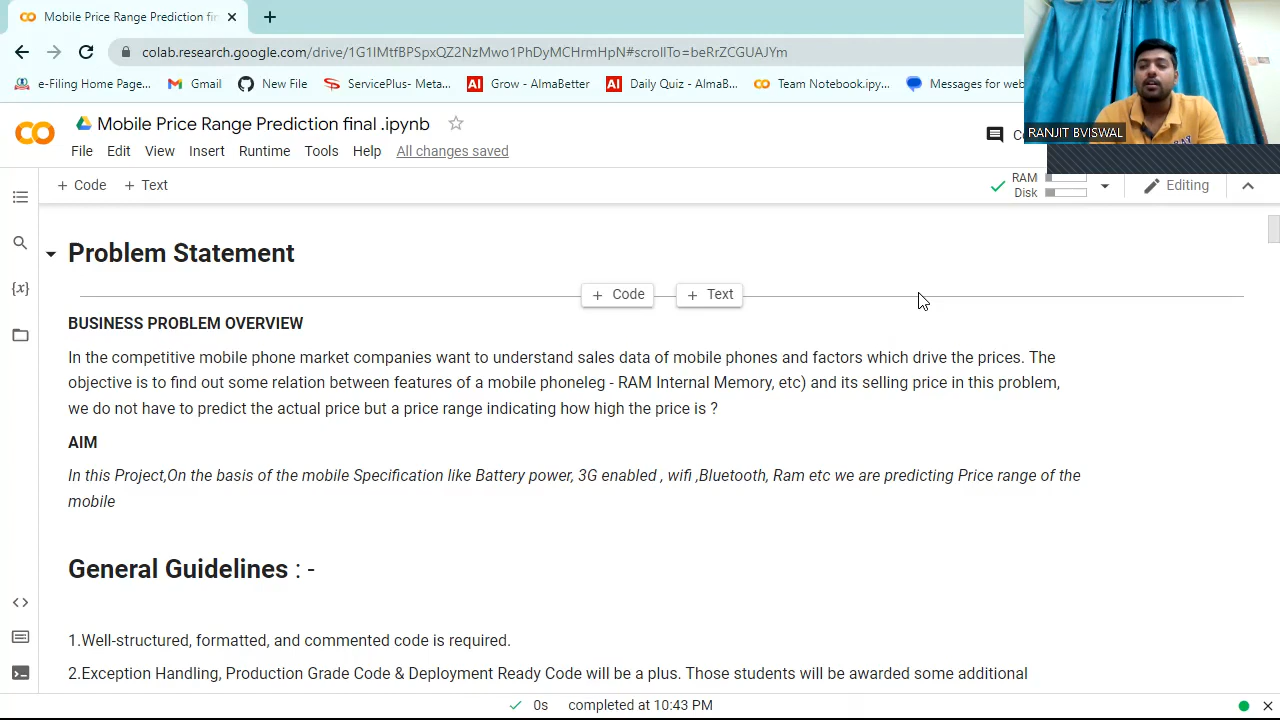 Mobile Price Range Prediction fin
colab.research.google.com/drive/1G1IMtfBPSpxQZ2NzMwo1PhDyMCHrmHpN#scrollTo=beRrZCGUAJYm
e-Filing Home Page...
Gmail
New File
ServicePlus- Meta...
AI
Grow - AlmaBetter
AI
Daily Quiz - AlmaB...
Team Notebook.ipy...
Messages for web
RANJIT BVISWAL
CO
Mobile Price Range Prediction final .ipynb
File
Edit
View
Insert
Runtime
Tools
Help
All changes saved
+ Code
+ Text
RAM
Disk
Editing
{x}
Problem Statement
+ Code
+ Text
BUSINESS PROBLEM OVERVIEW
In the competitive mobile phone market companies want to understand sales data of mobile phones and factors which drive the prices. The
objective is to find out some relation between features of a mobile phoneleg - RAM Internal Memory, etc) and its selling price in this problem,
we do not have to predict the actual price but a price range indicating how high the price is ?
AIM
In this Project,On the basis of the mobile Specification like Battery power, 3G enabled , wifi ,Bluetooth, Ram etc we are predicting Price range of the
mobile
General Guidelines : -
1.Well-structured, formatted, and commented code is required.
2.Exception Handling, Production Grade Code & Deployment Ready Code will be a plus. Those students will be awarded some additional
0s
completed at 10:43 PM